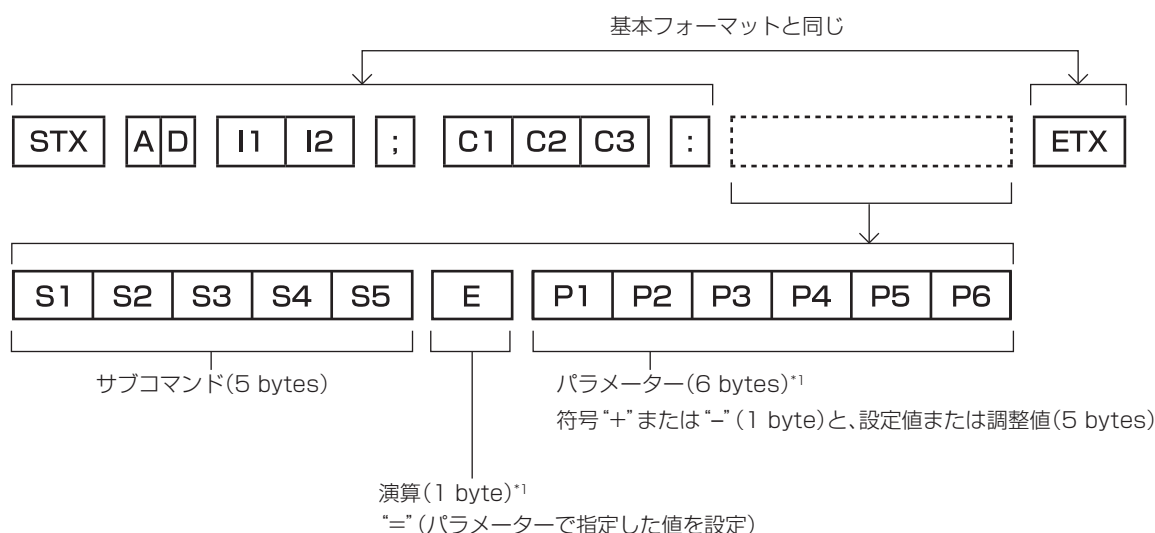 基本フォーマットと同じ
STX A D I1 I2 ; C1 C2 C3 : ETX
S1 S2 S3 S4 S5 E P1 P2 P3 P4 P5 P6
サブコマンド(5 bytes)
パラメーター(6 bytes)*1
符号“+”または“–”(1 byte)と、設定値または調整値(5 bytes)
演算(1 byte)*1
“=”(パラメーターで指定した値を設定)